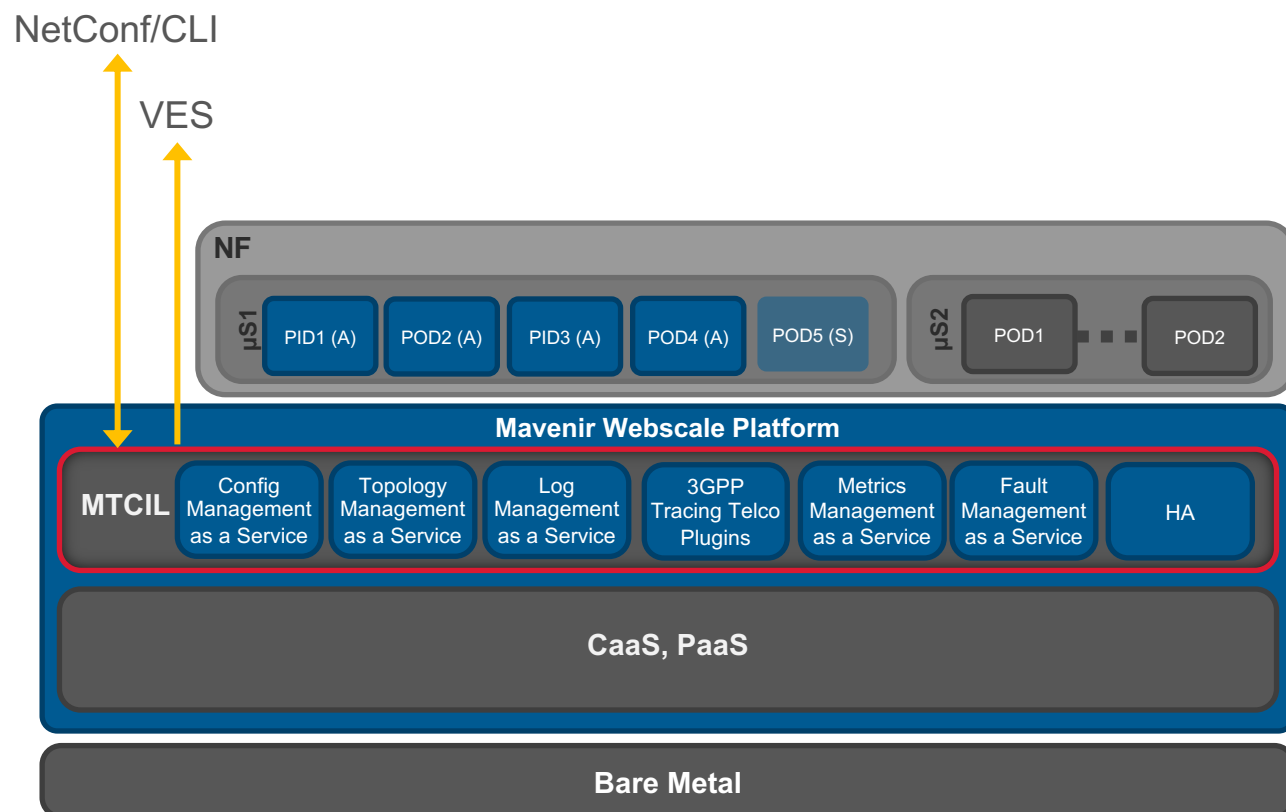 NetConf/CLI
VES
NF
µS1
PID1 (A)
POD2 (A)
PID3 (A)
POD4 (A)
POD5 (S)
µS2
POD1
POD2
Mavenir Webscale Platform
MTCIL
Config
Management
as a Service
Topology
Management
as a Service
Log
Management
as a Service
3GPP
Tracing Telco
Plugins
Metrics
Management
as a Service
Fault
Management
as a Service
HA
CaaS, PaaS
Bare Metal